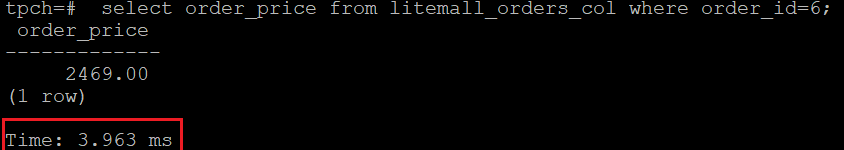 tpch=#  select order_price from litemall_orders_col where order_id=6;
 order_price
-------------
     2469.00
(1 row)
Time: 3.963 ms